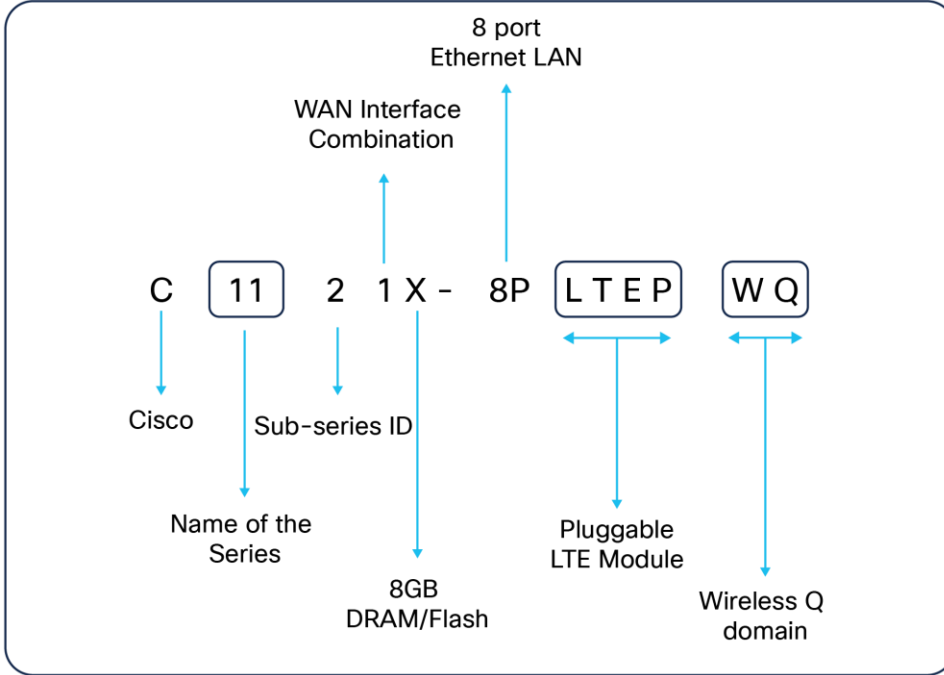 8 port
Ethernet LAN
WAN Interface
Combination
C 11 2 1 X - 8P L T E P W Q
Cisco
Sub-series ID
Name of the
Series
Pluggable
LTE Module
8GB
DRAM/Flash
Wireless Q
domain